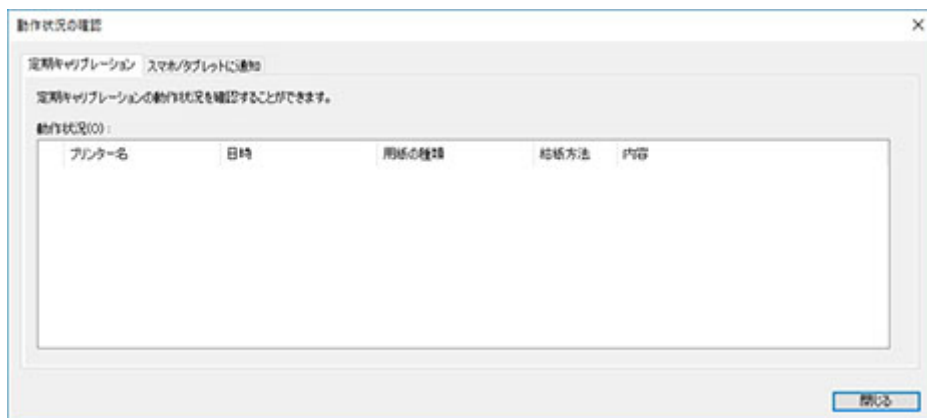 動作状況の確認
定期キャリブレーション スマホ/タブレットに通知
定期キャリブレーションの動作状況を確認することができます。
動作状況(O):
プリンター名 日時 用紙の種類 給紙方法 内容
閉じる